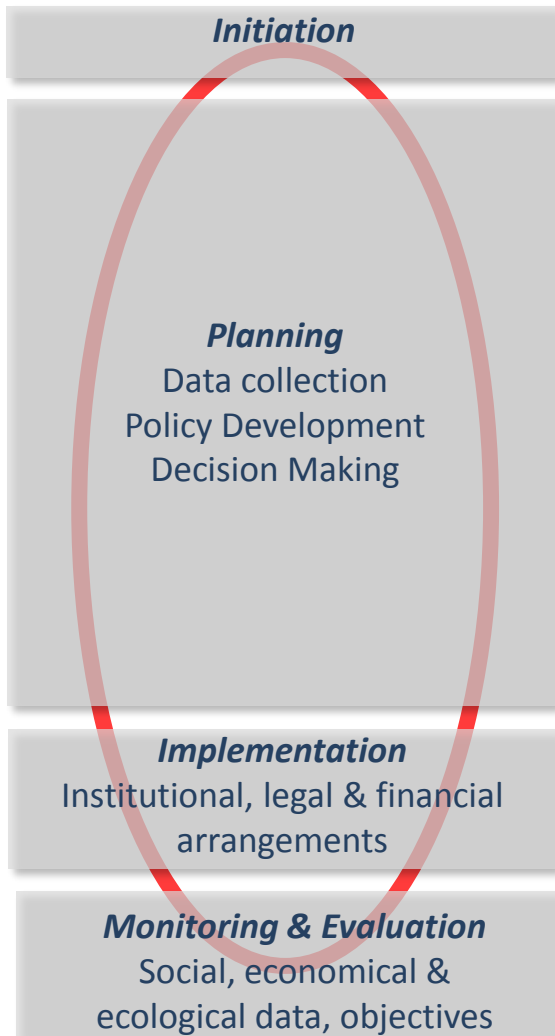 Initiation
Planning
Data collection
Policy Development
Decision Making
Implementation
Institutional, legal & financial
arrangements
Monitoring & Evaluation
Social, economical &
ecological data, objectives